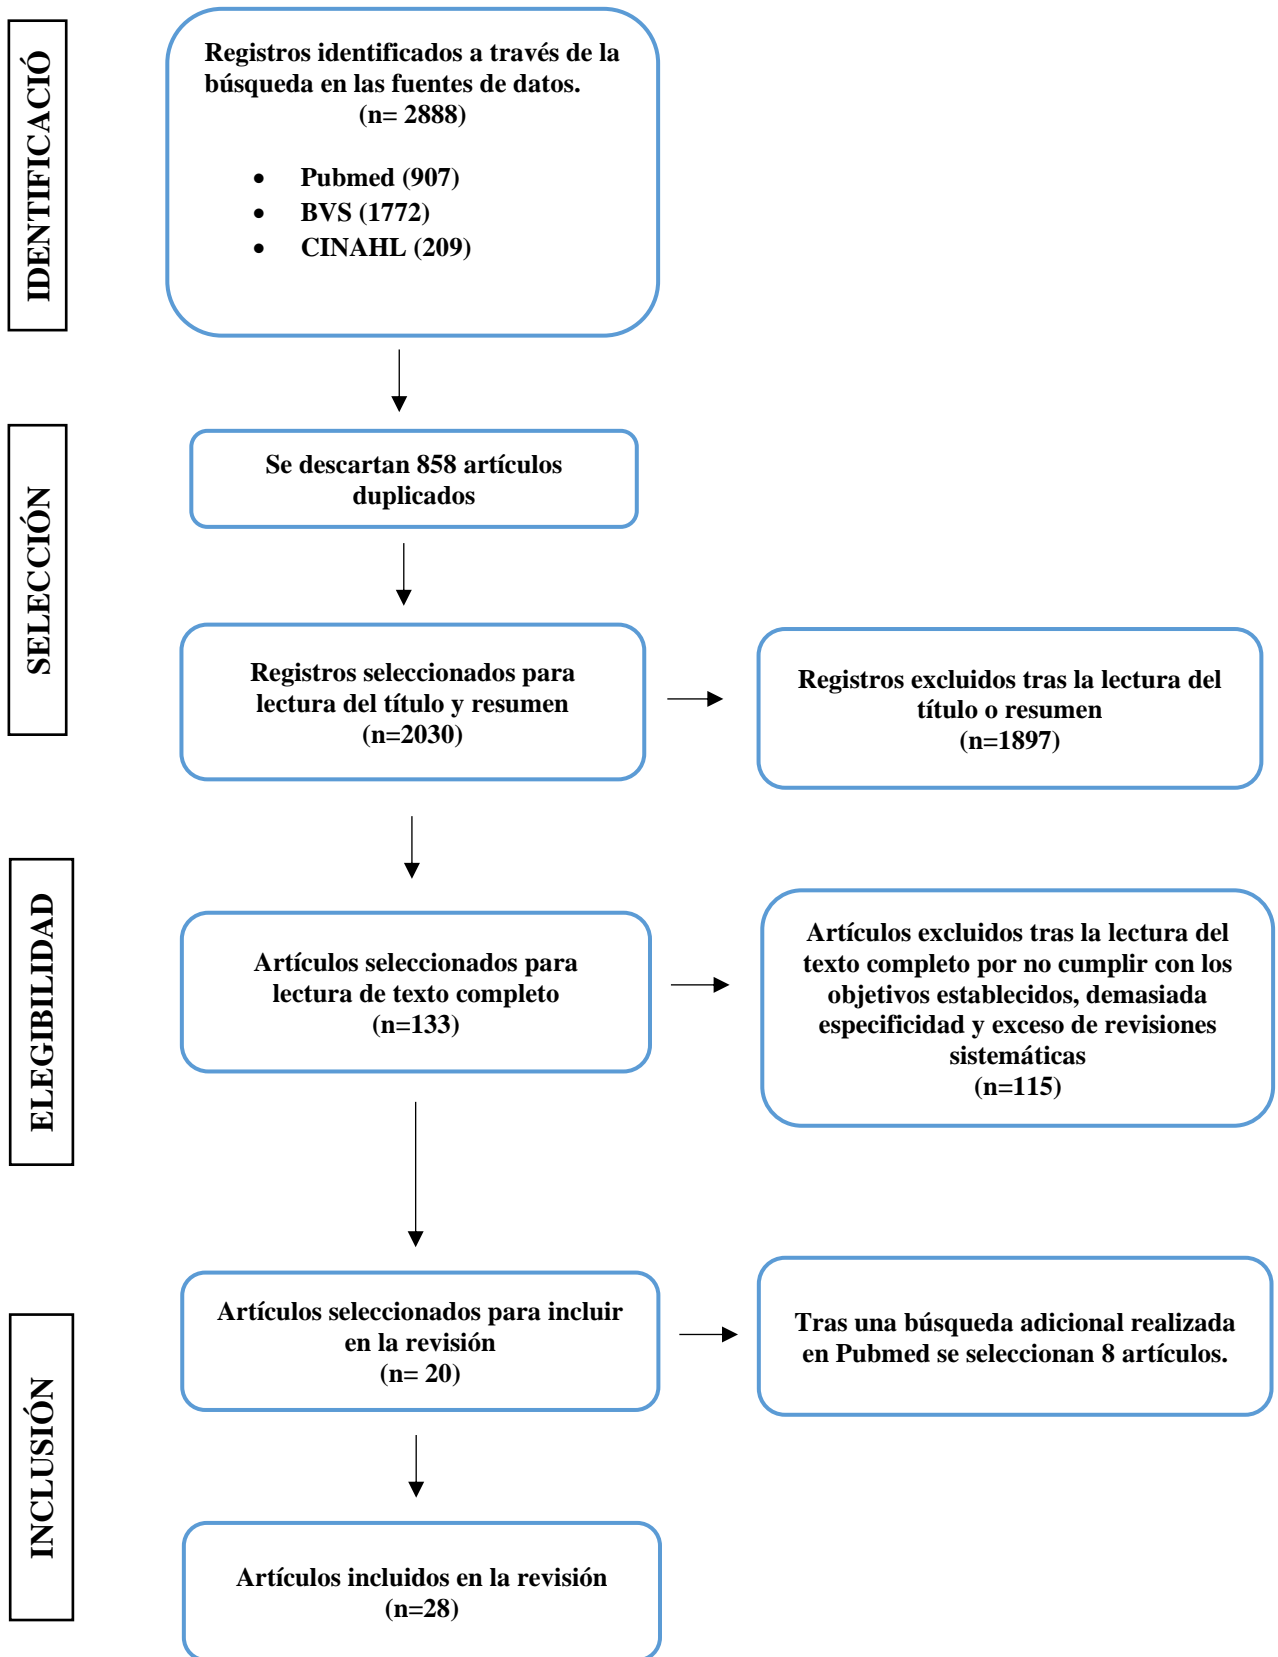 IDENTIFICACIÓ
Registros identificados a través de la
búsqueda en las fuentes de datos.
(n= 2888)
• Pubmed (907)
• BVS (1772)
• CINAHL (209)
SELECCIÓN
Se descartan 858 artículos
duplicados
Registros seleccionados para
lectura del título y resumen
(n=2030)
Registros excluidos tras la lectura del
título o resumen
(n=1897)
ELEGIBILIDAD
Artículos seleccionados para
lectura de texto completo
(n=133)
Artículos excluidos tras la lectura del
texto completo por no cumplir con los
objetivos establecidos, demasiada
especificidad y exceso de revisiones
sistemáticas
(n=115)
INCLUSIÓN
Artículos seleccionados para incluir
en la revisión
(n= 20)
Tras una búsqueda adicional realizada
en Pubmed se seleccionan 8 artículos.
Artículos incluidos en la revisión
(n=28)